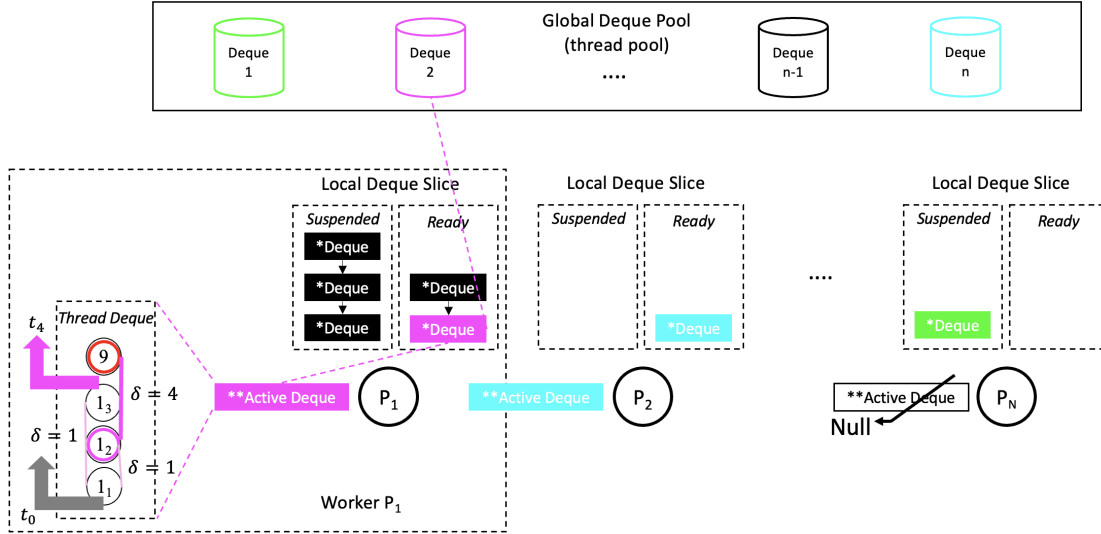 Global Deque Pool
(thread pool)
....
Deque
1
Deque
2
Deque
n-1
Deque
n
Local Deque Slice
Suspended
Ready
*Deque
*Deque
*Deque
*Deque
*Deque
Thread Deque
t₄
9
1₃
δ = 4
δ = 1
1₂
δ = 1
1₁
t₀
**Active Deque
P₁
Worker P₁
Local Deque Slice
Suspended
Ready
*Deque
**Active Deque
P₂
....
Local Deque Slice
Suspended
Ready
*Deque
**Active Deque
Null
P_N